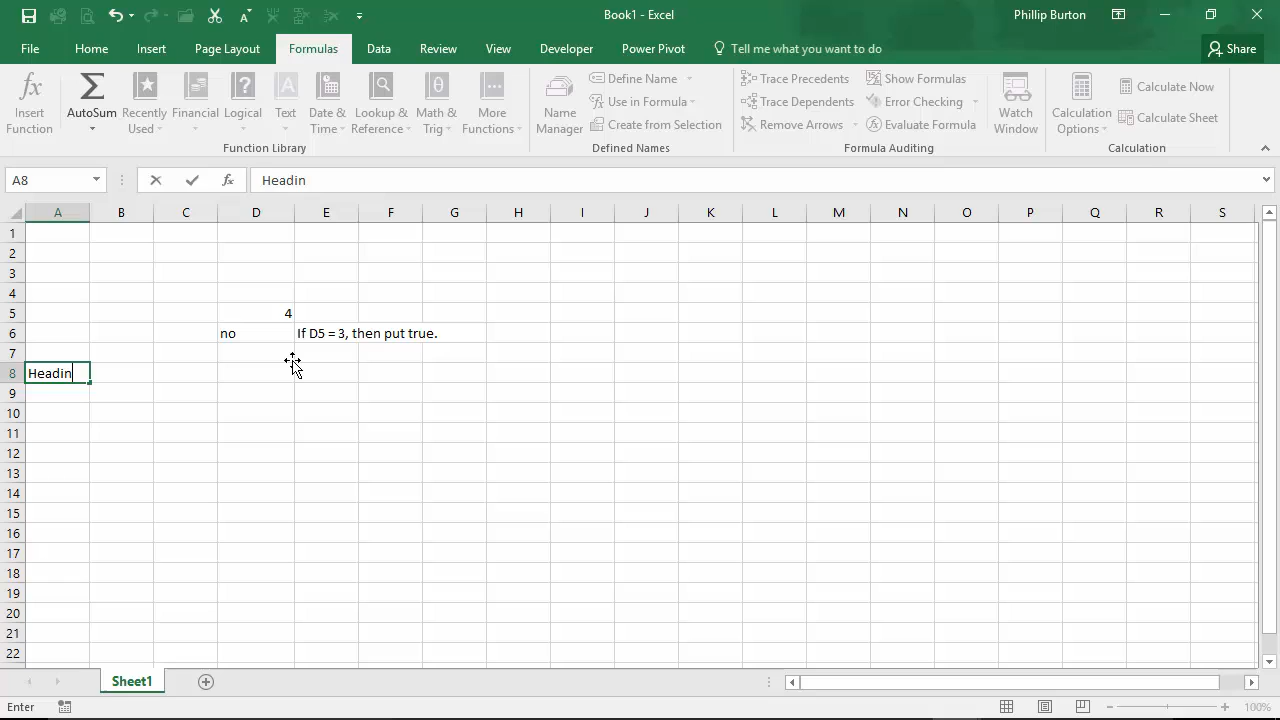 Book1 - Excel
Phillip Burton
File Home Insert Page Layout Formulas Data Review View Developer Power Pivot Tell me what you want to do Share
fx Σ ? A θ
Insert Function
AutoSum
Recently Used
Financial
Logical
Text
Date & Time
Lookup & Reference
Math & Trig
More Functions
Function Library
Name Manager
Define Name
Use in Formula
Create from Selection
Defined Names
Trace Precedents
Trace Dependents
Remove Arrows
Show Formulas
Error Checking
Evaluate Formula
Watch Window
Formula Auditing
Calculation Options
Calculate Now
Calculate Sheet
Calculation
A8 fx Headin
A B C D E F G H I J K L M N O P Q R S
1
2
3
4
5 4
6 no If D5 = 3, then put true.
7
8 Headin
9
10
11
12
13
14
15
16
17
18
19
20
21
22
Sheet1
Enter 100%